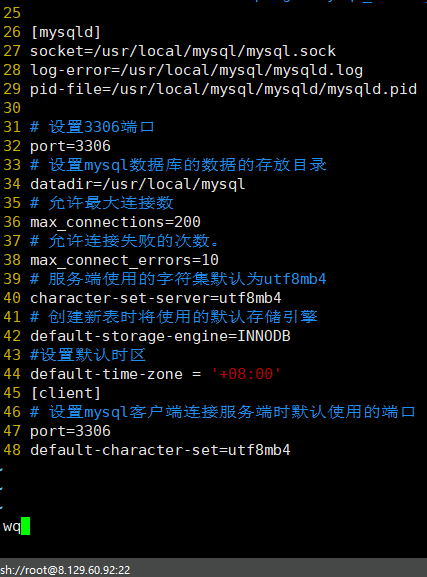 25
26 [mysqld]
27 socket=/usr/local/mysql/mysql.sock
28 log-error=/usr/local/mysql/mysqld.log
29 pid-file=/usr/local/mysql/mysqld/mysqld.pid
30
31 # 设置3306端口
32 port=3306
33 # 设置mysql数据库的数据的存放目录
34 datadir=/usr/local/mysql
35 # 允许最大连接数
36 max_connections=200
37 # 允许连接失败的次数。
38 max_connect_errors=10
39 # 服务端使用的字符集默认为utf8mb4
40 character-set-server=utf8mb4
41 # 创建新表时将使用的默认存储引擎
42 default-storage-engine=INNODB
43 #设置默认时区
44 default-time-zone = '+08:00'
45 [client]
46 # 设置mysql客户端连接服务端时默认使用的端口
47 port=3306
48 default-character-set=utf8mb4
~
~
~
wq
sh://root@8.129.60.92:22